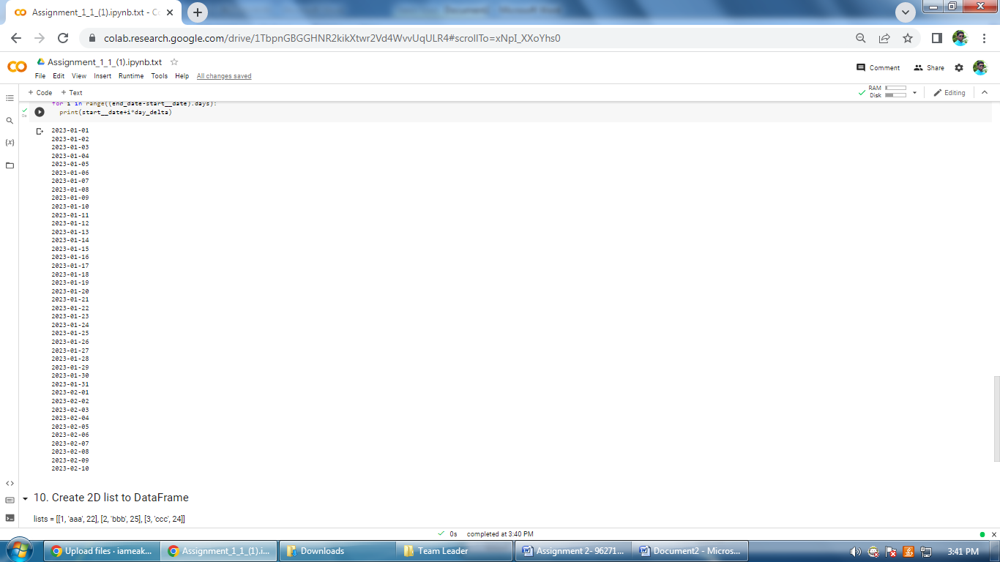 Assignment_1_1_(1).ipynb.txt - Co
colab.research.google.com/drive/1TbpnGBGGHNR2kikXtwr2Vd4WvvUqULR4#scrollTo=xNpI_XXoYhs0
Assignment_1_1_(1).ipynb.txt
File Edit View Insert Runtime Tools Help All changes saved
Comment Share
+ Code + Text
RAM
Disk
Editing
for i in range((end_date-start__date).days):
print(start__date+i*day_delta)
0s
{x}
2023-01-01
2023-01-02
2023-01-03
2023-01-04
2023-01-05
2023-01-06
2023-01-07
2023-01-08
2023-01-09
2023-01-10
2023-01-11
2023-01-12
2023-01-13
2023-01-14
2023-01-15
2023-01-16
2023-01-17
2023-01-18
2023-01-19
2023-01-20
2023-01-21
2023-01-22
2023-01-23
2023-01-24
2023-01-25
2023-01-26
2023-01-27
2023-01-28
2023-01-29
2023-01-30
2023-01-31
2023-02-01
2023-02-02
2023-02-03
2023-02-04
2023-02-05
2023-02-06
2023-02-07
2023-02-08
2023-02-09
2023-02-10
10. Create 2D list to DataFrame
lists = [[1, 'aaa', 22], [2, 'bbb', 25], [3, 'ccc', 24]]
0s completed at 3:40 PM
Upload files · iameak... Assignment_1_1_(1).i... Downloads Team Leader Assignment 2- 96271... Document2 - Micros... 3:41 PM